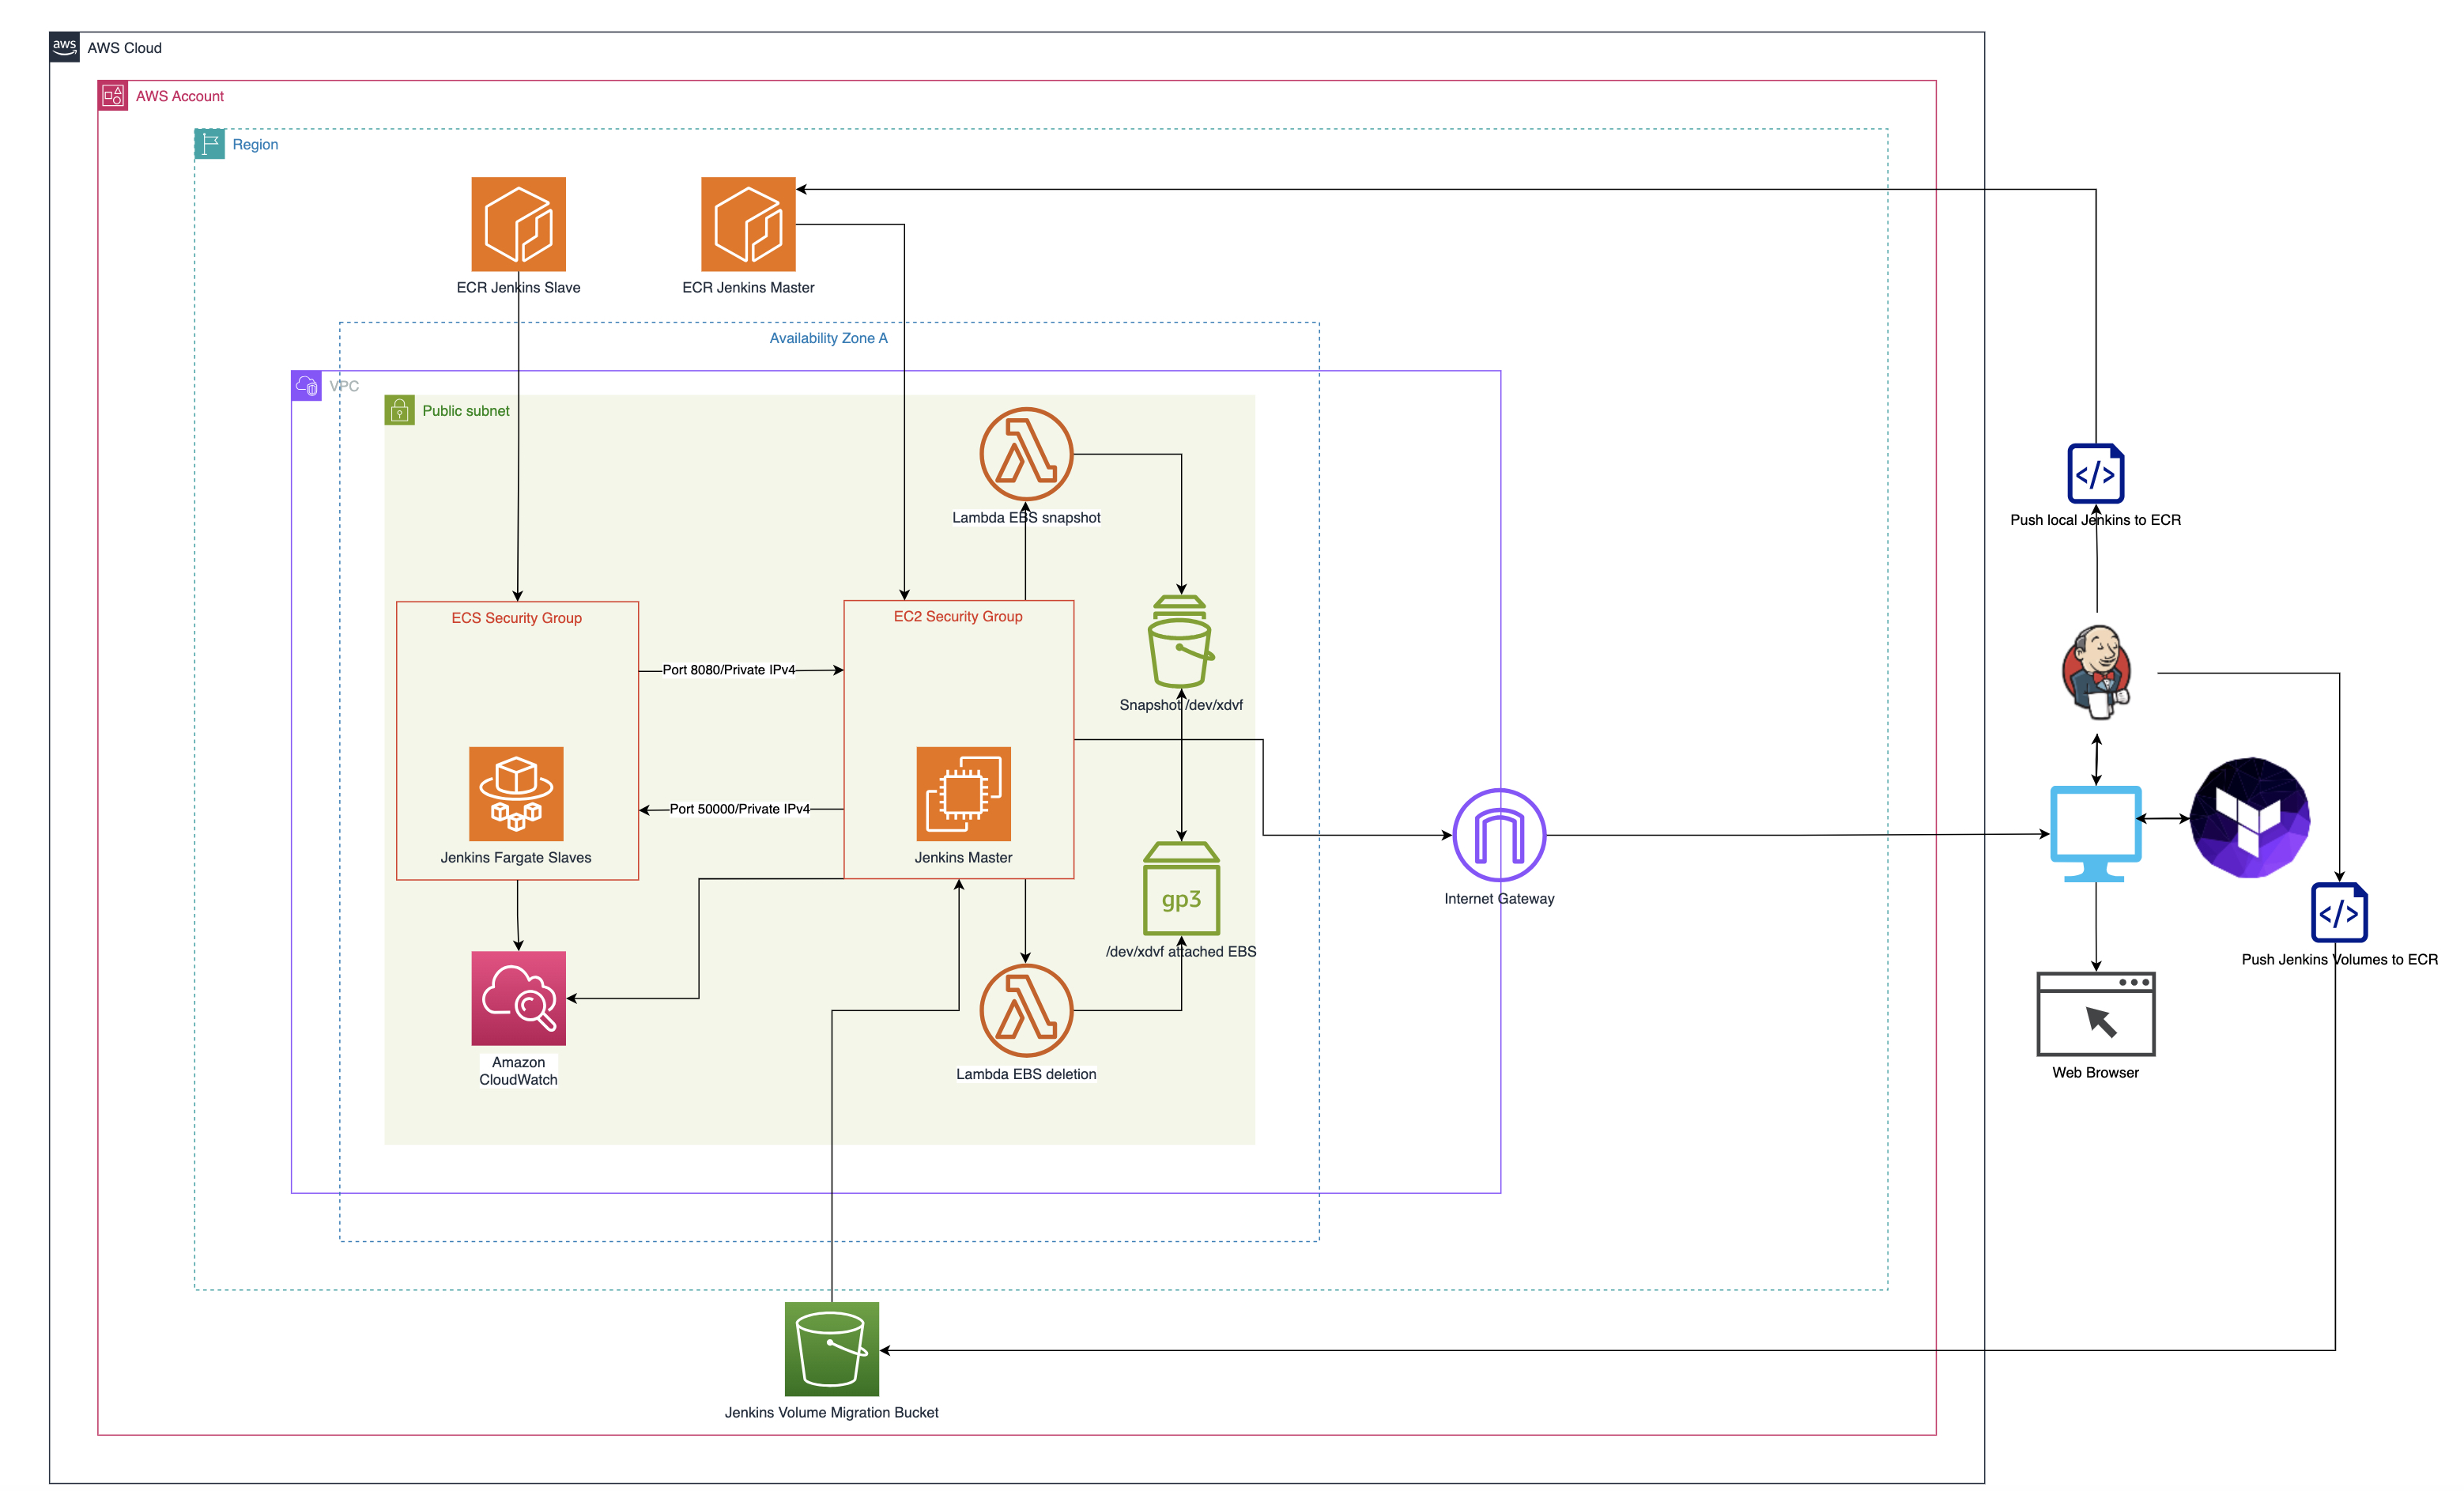 aws
AWS Cloud
AWS Account
Region
ECR Jenkins Slave
ECR Jenkins Master
Availability Zone A
VPC
Public subnet
Lambda EBS snapshot
Push local Jenkins to ECR
ECS Security Group
EC2 Security Group
Port 8080/Private IPv4
Snapshot /dev/xdvf
Port 50000/Private IPv4
Jenkins Fargate Slaves
Jenkins Master
gp3
Internet Gateway
/dev/xdvf attached EBS
Push Jenkins Volumes to ECR
Amazon
CloudWatch
Lambda EBS deletion
Web Browser
Jenkins Volume Migration Bucket